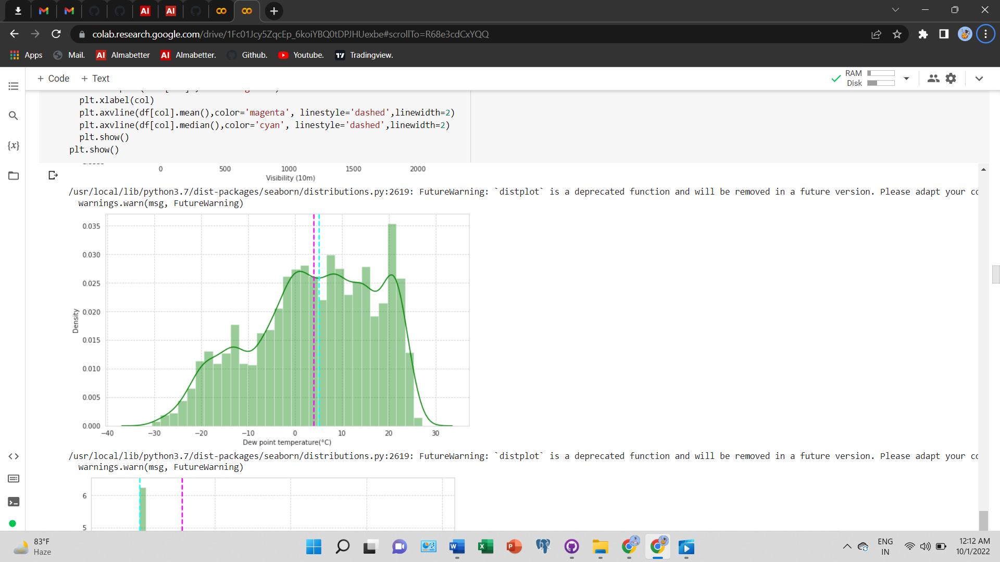 colab.research.google.com/drive/1Fc01Jcy5ZqcEp_6koiYBQ0tDPJHUexbe#scrollTo=R68e3cdCxYQQ
Apps Mail. AI Almabetter AI Almabetter. Github. Youtube. Tradingview.
+ Code + Text
RAM
Disk
plt.xlabel(col)
plt.axvline(df[col].mean(),color='magenta', linestyle='dashed',linewidth=2)
plt.axvline(df[col].median(),color='cyan', linestyle='dashed',linewidth=2)
plt.show()
plt.show()
{x}
0 500 1000 1500 2000
Visibility (10m)
/usr/local/lib/python3.7/dist-packages/seaborn/distributions.py:2619: FutureWarning: `distplot` is a deprecated function and will be removed in a future version. Please adapt your co
warnings.warn(msg, FutureWarning)
0.035
0.030
0.025
0.020
0.015
0.010
0.005
0.000
Density
−40 −30 −20 −10 0 10 20 30
Dew point temperature(°C)
/usr/local/lib/python3.7/dist-packages/seaborn/distributions.py:2619: FutureWarning: `distplot` is a deprecated function and will be removed in a future version. Please adapt your co
warnings.warn(msg, FutureWarning)
6
5
83°F
Haze
ENG
IN
12:12 AM
10/1/2022